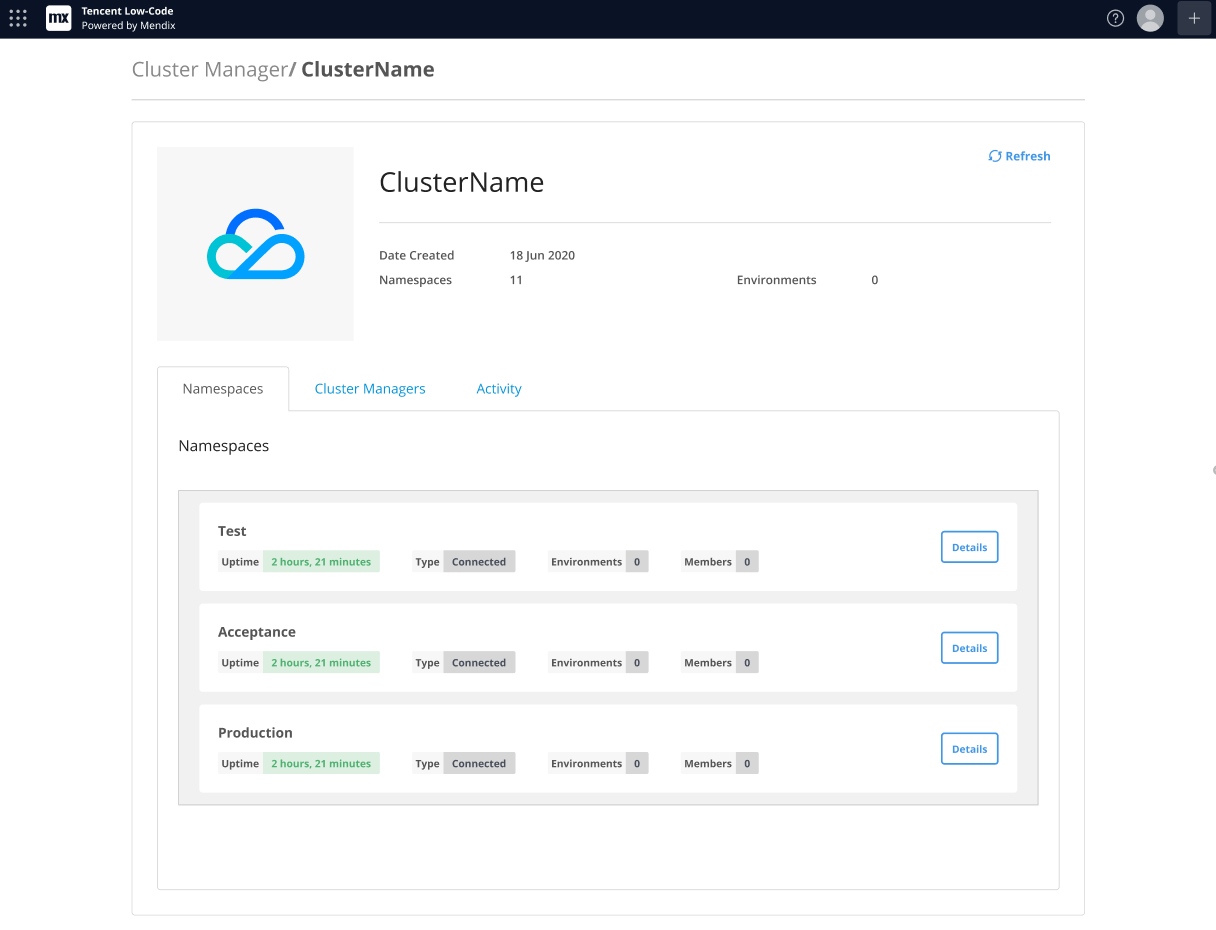 mx Tencent Low-Code
Powered by Mendix
?
+
Cluster Manager/ ClusterName
Refresh
ClusterName
Date Created 18 Jun 2020
Namespaces 11 Environments 0
Namespaces Cluster Managers Activity
Namespaces
Test
Uptime 2 hours, 21 minutes Type Connected Environments 0 Members 0 Details
Acceptance
Uptime 2 hours, 21 minutes Type Connected Environments 0 Members 0 Details
Production
Uptime 2 hours, 21 minutes Type Connected Environments 0 Members 0 Details